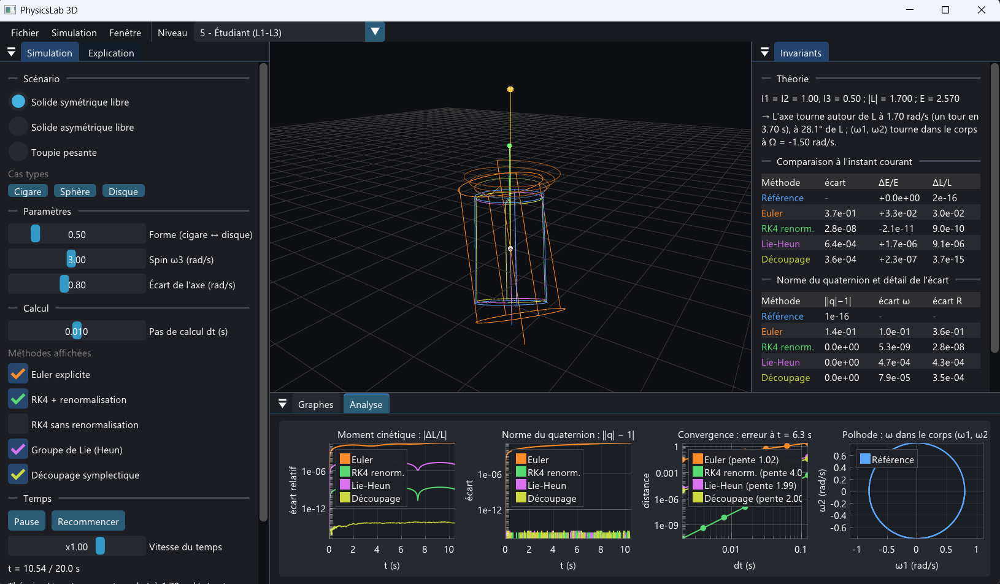 PhysicsLab 3D
Fichier Simulation Fenêtre Niveau 5 - Étudiant (L1-L3)
Simulation Explication
Scénario
Solide symétrique libre
Solide asymétrique libre
Toupie pesante
Cas types
Cigare Sphère Disque
Paramètres
0.50 Forme (cigare ↔ disque)
3.00 Spin ω3 (rad/s)
0.80 Écart de l'axe (rad/s)
Calcul
0.010 Pas de calcul dt (s)
Méthodes affichées
Euler explicite
RK4 + renormalisation
RK4 sans renormalisation
Groupe de Lie (Heun)
Découpage symplectique
Temps
Pause Recommencer
x1.00 Vitesse du temps
t = 10.54 / 20.0 s
Invariants
Théorie
I1 = I2 = 1.00, I3 = 0.50 ; |L| = 1.700 ; E = 2.570
→ L'axe tourne autour de L à 1.70 rad/s (un tour en
3.70 s), à 28.1° de L ; (ω1, ω2) tourne dans le corps
à Ω = -1.50 rad/s.
Comparaison à l'instant courant
Méthode écart ΔE/E ΔL/L
Référence - +0.0e+00 2e-16
Euler 3.7e-01 +3.3e-02 3.0e-02
RK4 renorm. 2.8e-08 -2.1e-11 9.0e-10
Lie-Heun 6.4e-04 +1.7e-06 9.1e-06
Découpage 3.6e-04 +2.3e-07 3.7e-15
Norme du quaternion et détail de l'écart
Méthode ||q|−1| écart ω écart R
Référence 1e-16 - -
Euler 1.4e-01 1.0e-01 3.6e-01
RK4 renorm. 0.0e+00 5.3e-09 2.8e-08
Lie-Heun 0.0e+00 4.7e-04 4.3e-04
Découpage 0.0e+00 7.9e-05 3.5e-04
Graphes Analyse
Moment cinétique : |ΔL/L|
écart relatif
1e-06
1e-12
Euler
RK4 renorm.
Lie-Heun
Découpage
0 2 4 6 8 10
t (s)
Norme du quaternion : ||q| − 1|
écart
1e-06
1e-12
Euler
RK4 renorm.
Lie-Heun
Découpage
0 2 4 6 8 10
t (s)
Convergence : erreur à t = 6.3 s
distance
1
0.001
1e-06
1e-09
Euler (pente 1.02)
RK4 renorm. (pente 4.0
Lie-Heun (pente 1.99)
Découpage (pente 2.00
0.01 0.1
dt (s)
Polhode : ω dans le corps (ω1, ω2
ω2 (rad/s)
0.6
0.4
0.2
0
-0.2
-0.4
-0.6
Référence
-1 -0.5 0 0.5 1
ω1 (rad/s)